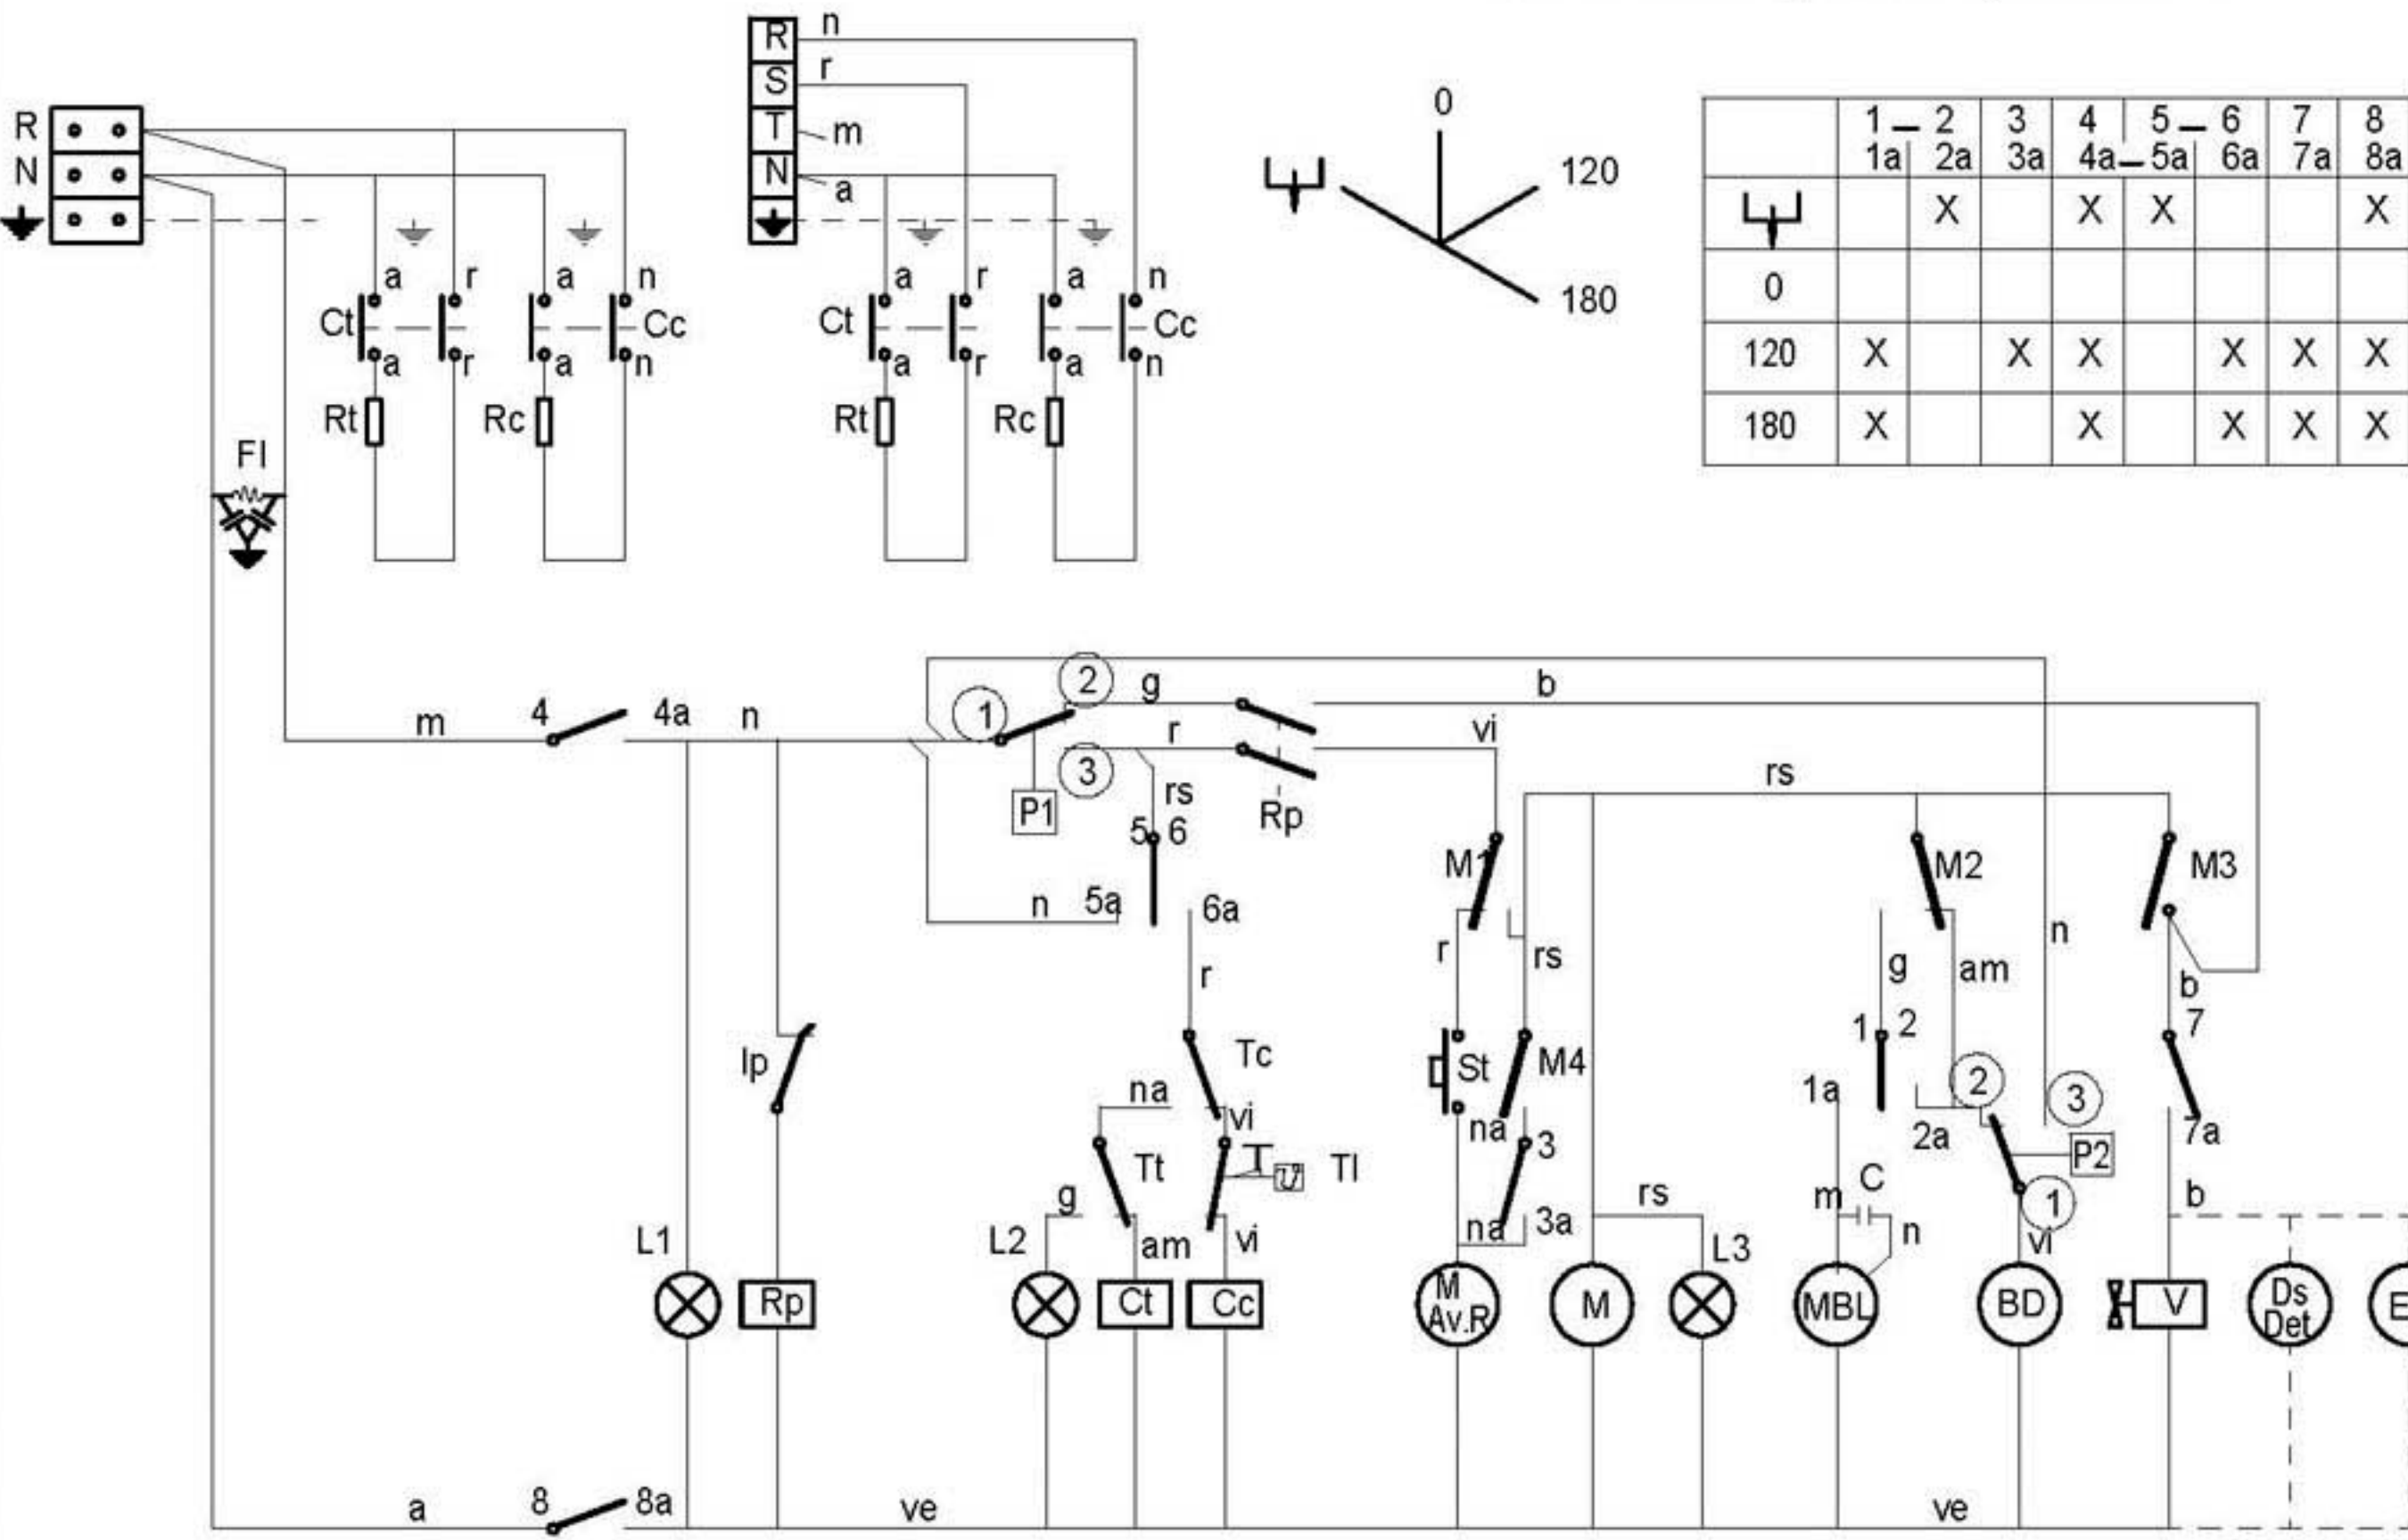 R
N
R n
S r
T m
N a
a r a n
Ct Cc
a r a n
Rt Rc
a r a n
Ct Cc
a r a n
Rt Rc
0
120
180
1 2 3 4 5 6 7 8
1a 2a 3a 4a 5a 6a 7a 8a
X X X X
0
120 X X X X X X
180 X X X X X
Fl
m 4 4a n
1 2 g b
3 r vi
P1 rs Rp rs
5 6
n 5a 6a
r
M1 M2 M3
r rs g am n b
Ip
Tc
St M4
1 2 7
na vi
na 3
1a 2a 2 3 P2 7a
Tt Tl
g am vi
na 3a
rs
m C n
1 vi
b
L1 L2 L3
Rp Ct Cc
M Av.R
M
MBL
BD
V
Ds Det
a 8 8a ve ve